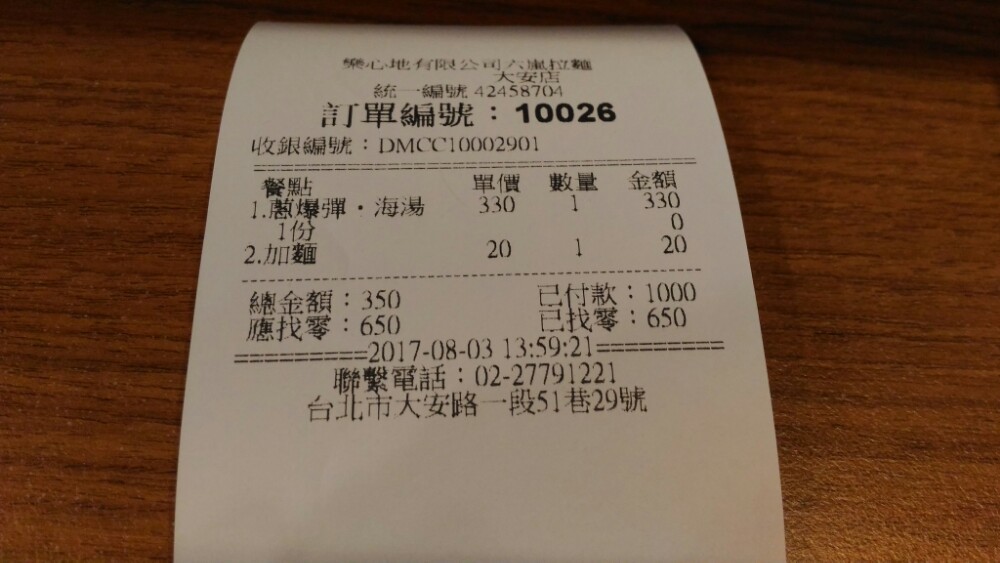 樂心地有限公司六嵐拉麵
大安店
統一編號 42458704
訂單編號：10026
收銀編號：DMCC10002901
餐點 單價 數量 金額
1.蔥爆彈・海湯 330 1 330
1份 0
2.加麵 20 1 20
總金額：350 已付款：1000
應找零：650 已找零：650
=========2017-08-03 13:59:21=========
聯繫電話：02-27791221
台北市大安路一段51巷29號